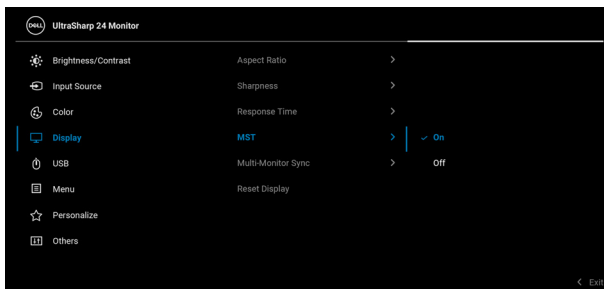 DELL UltraSharp 24 Monitor
Brightness/Contrast Aspect Ratio
Input Source Sharpness
Color Response Time
Display MST On
USB Multi-Monitor Sync Off
Menu Reset Display
Personalize
Others
Exit